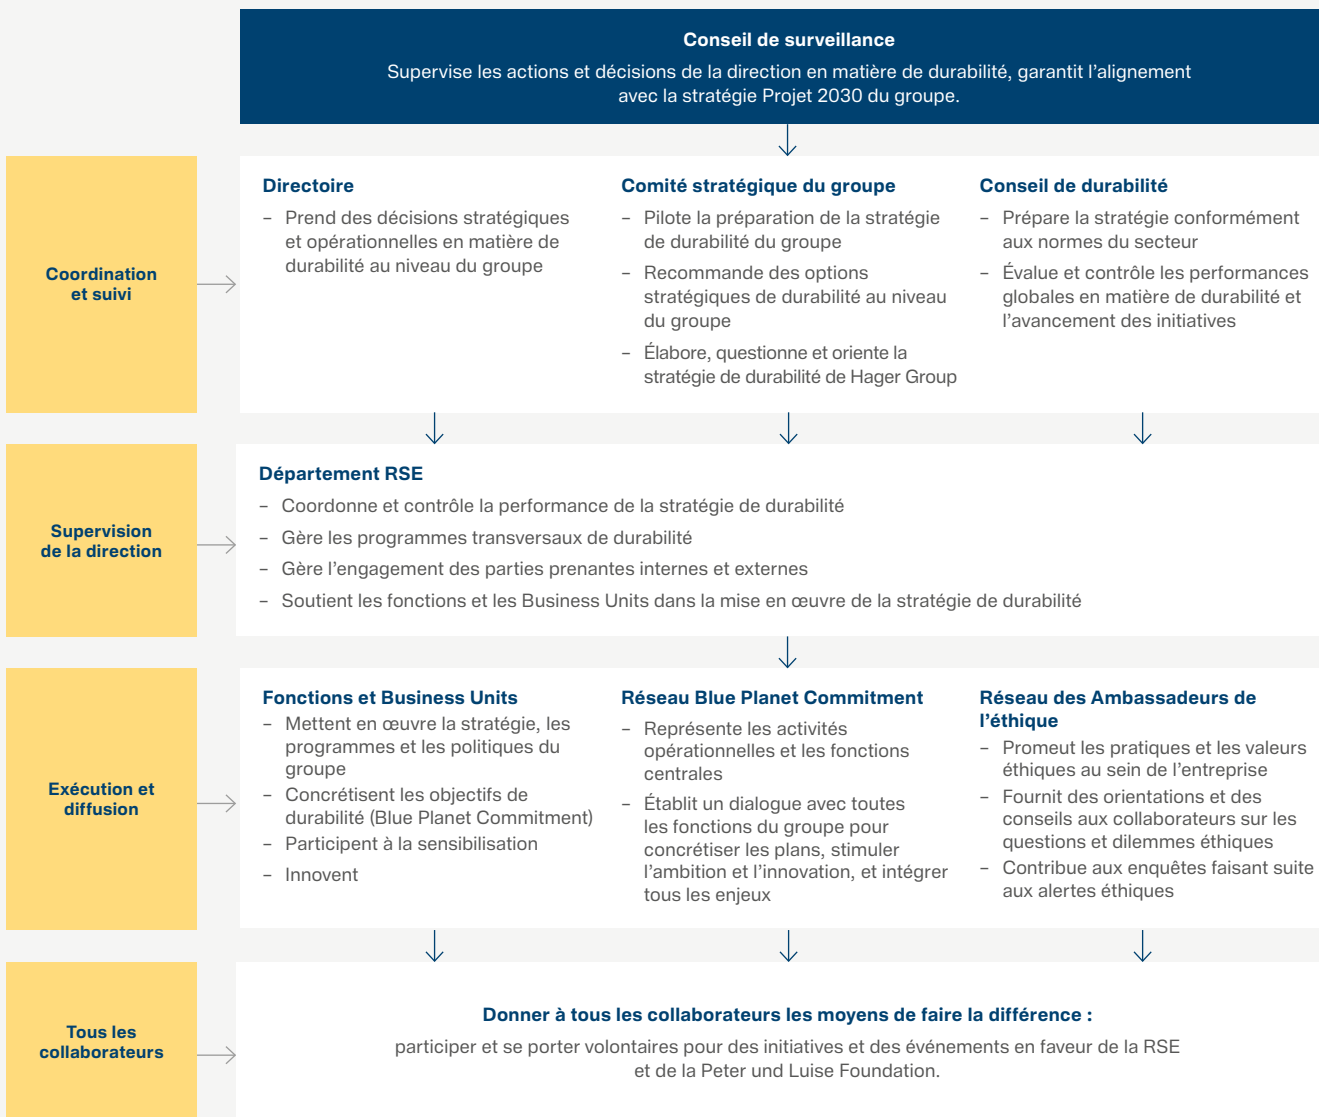 Conseil de surveillance
Supervise les actions et décisions de la direction en matière de durabilité, garantit l'alignement
avec la stratégie Projet 2030 du groupe.
Coordination
et suivi
Directoire
– Prend des décisions stratégiques
et opérationnelles en matière de
durabilité au niveau du groupe
Comité stratégique du groupe
– Pilote la préparation de la stratégie
de durabilité du groupe
– Recommande des options
stratégiques de durabilité au niveau
du groupe
– Élabore, questionne et oriente la
stratégie de durabilité de Hager Group
Conseil de durabilité
– Prépare la stratégie conformément
aux normes du secteur
– Évalue et contrôle les performances
globales en matière de durabilité et
l'avancement des initiatives
Supervision
de la direction
Département RSE
– Coordonne et contrôle la performance de la stratégie de durabilité
– Gère les programmes transversaux de durabilité
– Gère l'engagement des parties prenantes internes et externes
– Soutient les fonctions et les Business Units dans la mise en œuvre de la stratégie de durabilité
Exécution et
diffusion
Fonctions et Business Units
– Mettent en œuvre la stratégie, les
programmes et les politiques du
groupe
– Concrétisent les objectifs de
durabilité (Blue Planet Commitment)
– Participent à la sensibilisation
– Innovent
Réseau Blue Planet Commitment
– Représente les activités
opérationnelles et les fonctions
centrales
– Établit un dialogue avec toutes
les fonctions du groupe pour
concrétiser les plans, stimuler
l'ambition et l'innovation, et intégrer
tous les enjeux
Réseau des Ambassadeurs de
l'éthique
– Promeut les pratiques et les valeurs
éthiques au sein de l'entreprise
– Fournit des orientations et des
conseils aux collaborateurs sur les
questions et dilemmes éthiques
– Contribue aux enquêtes faisant suite
aux alertes éthiques
Tous les
collaborateurs
Donner à tous les collaborateurs les moyens de faire la différence :
participer et se porter volontaires pour des initiatives et des événements en faveur de la RSE
et de la Peter und Luise Foundation.